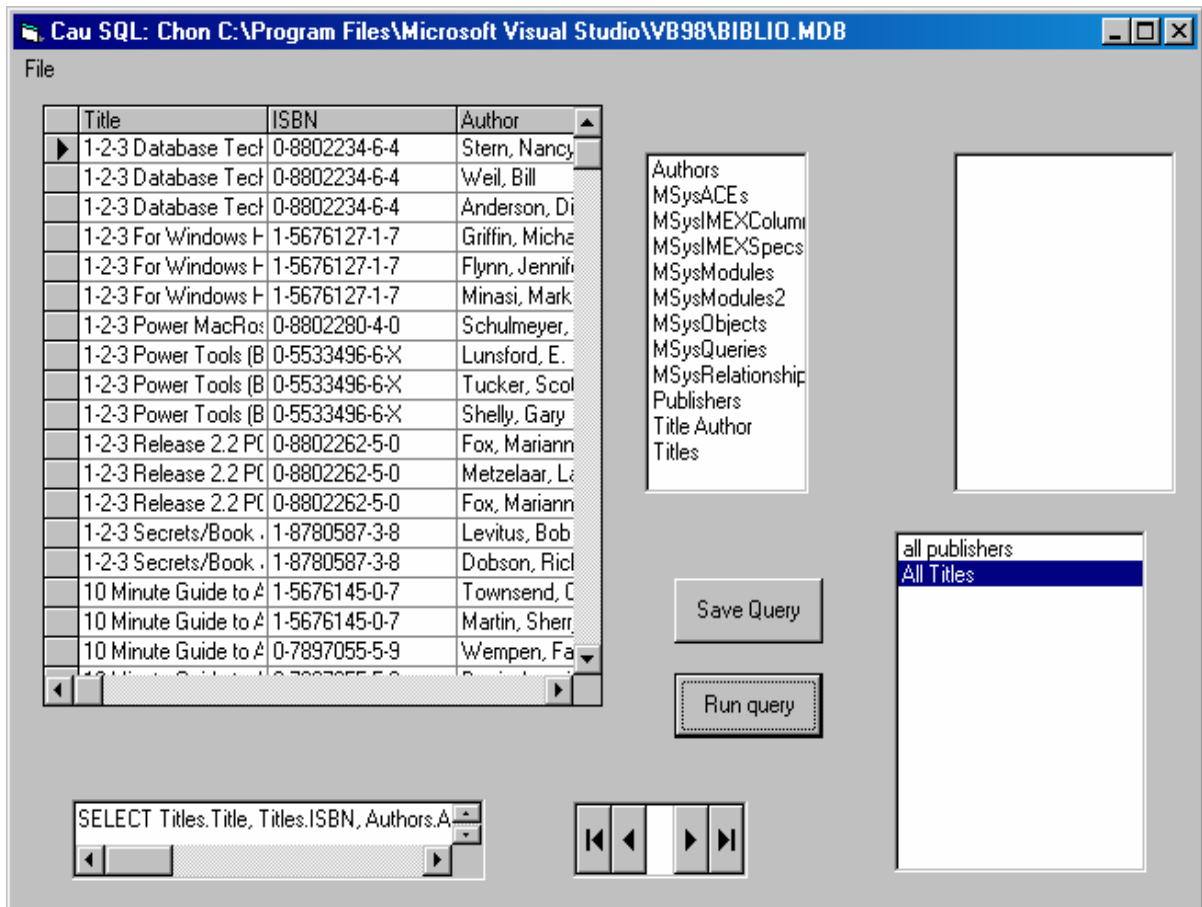 Cau SQL: Chon C:\Program Files\Microsoft Visual Studio\VB98\BIBLIO.MDB
File
Title ISBN Author
1-2-3 Database Tech 0-8802234-6-4 Stern, Nancy
1-2-3 Database Tech 0-8802234-6-4 Weil, Bill
1-2-3 Database Tech 0-8802234-6-4 Anderson, Di
1-2-3 For Windows H 1-5676127-1-7 Griffin, Micha
1-2-3 For Windows H 1-5676127-1-7 Flynn, Jennife
1-2-3 For Windows H 1-5676127-1-7 Minasi, Mark
1-2-3 Power MacRos 0-8802280-4-0 Schulmeyer,
1-2-3 Power Tools (B 0-5533496-6-X Lunsford, E.
1-2-3 Power Tools (B 0-5533496-6-X Tucker, Scot
1-2-3 Power Tools (B 0-5533496-6-X Shelly, Gary
1-2-3 Release 2.2 PC 0-8802262-5-0 Fox, Mariann
1-2-3 Release 2.2 PC 0-8802262-5-0 Metzelaar, La
1-2-3 Release 2.2 PC 0-8802262-5-0 Fox, Mariann
1-2-3 Secrets/Book 1-8780587-3-8 Levitus, Bob
1-2-3 Secrets/Book 1-8780587-3-8 Dobson, Rich
10 Minute Guide to A 1-5676145-0-7 Townsend, C
10 Minute Guide to A 1-5676145-0-7 Martin, Sherry
10 Minute Guide to A 0-7897055-5-9 Wempen, Fa
Authors
MSysACEs
MSysIMEXColumn
MSysIMEXSpecs
MSysModules
MSysModules2
MSysObjects
MSysQueries
MSysRelationship
Publishers
Title Author
Titles
all publishers
All Titles
Save Query
Run query
SELECT Titles.Title, Titles.ISBN, Authors.A